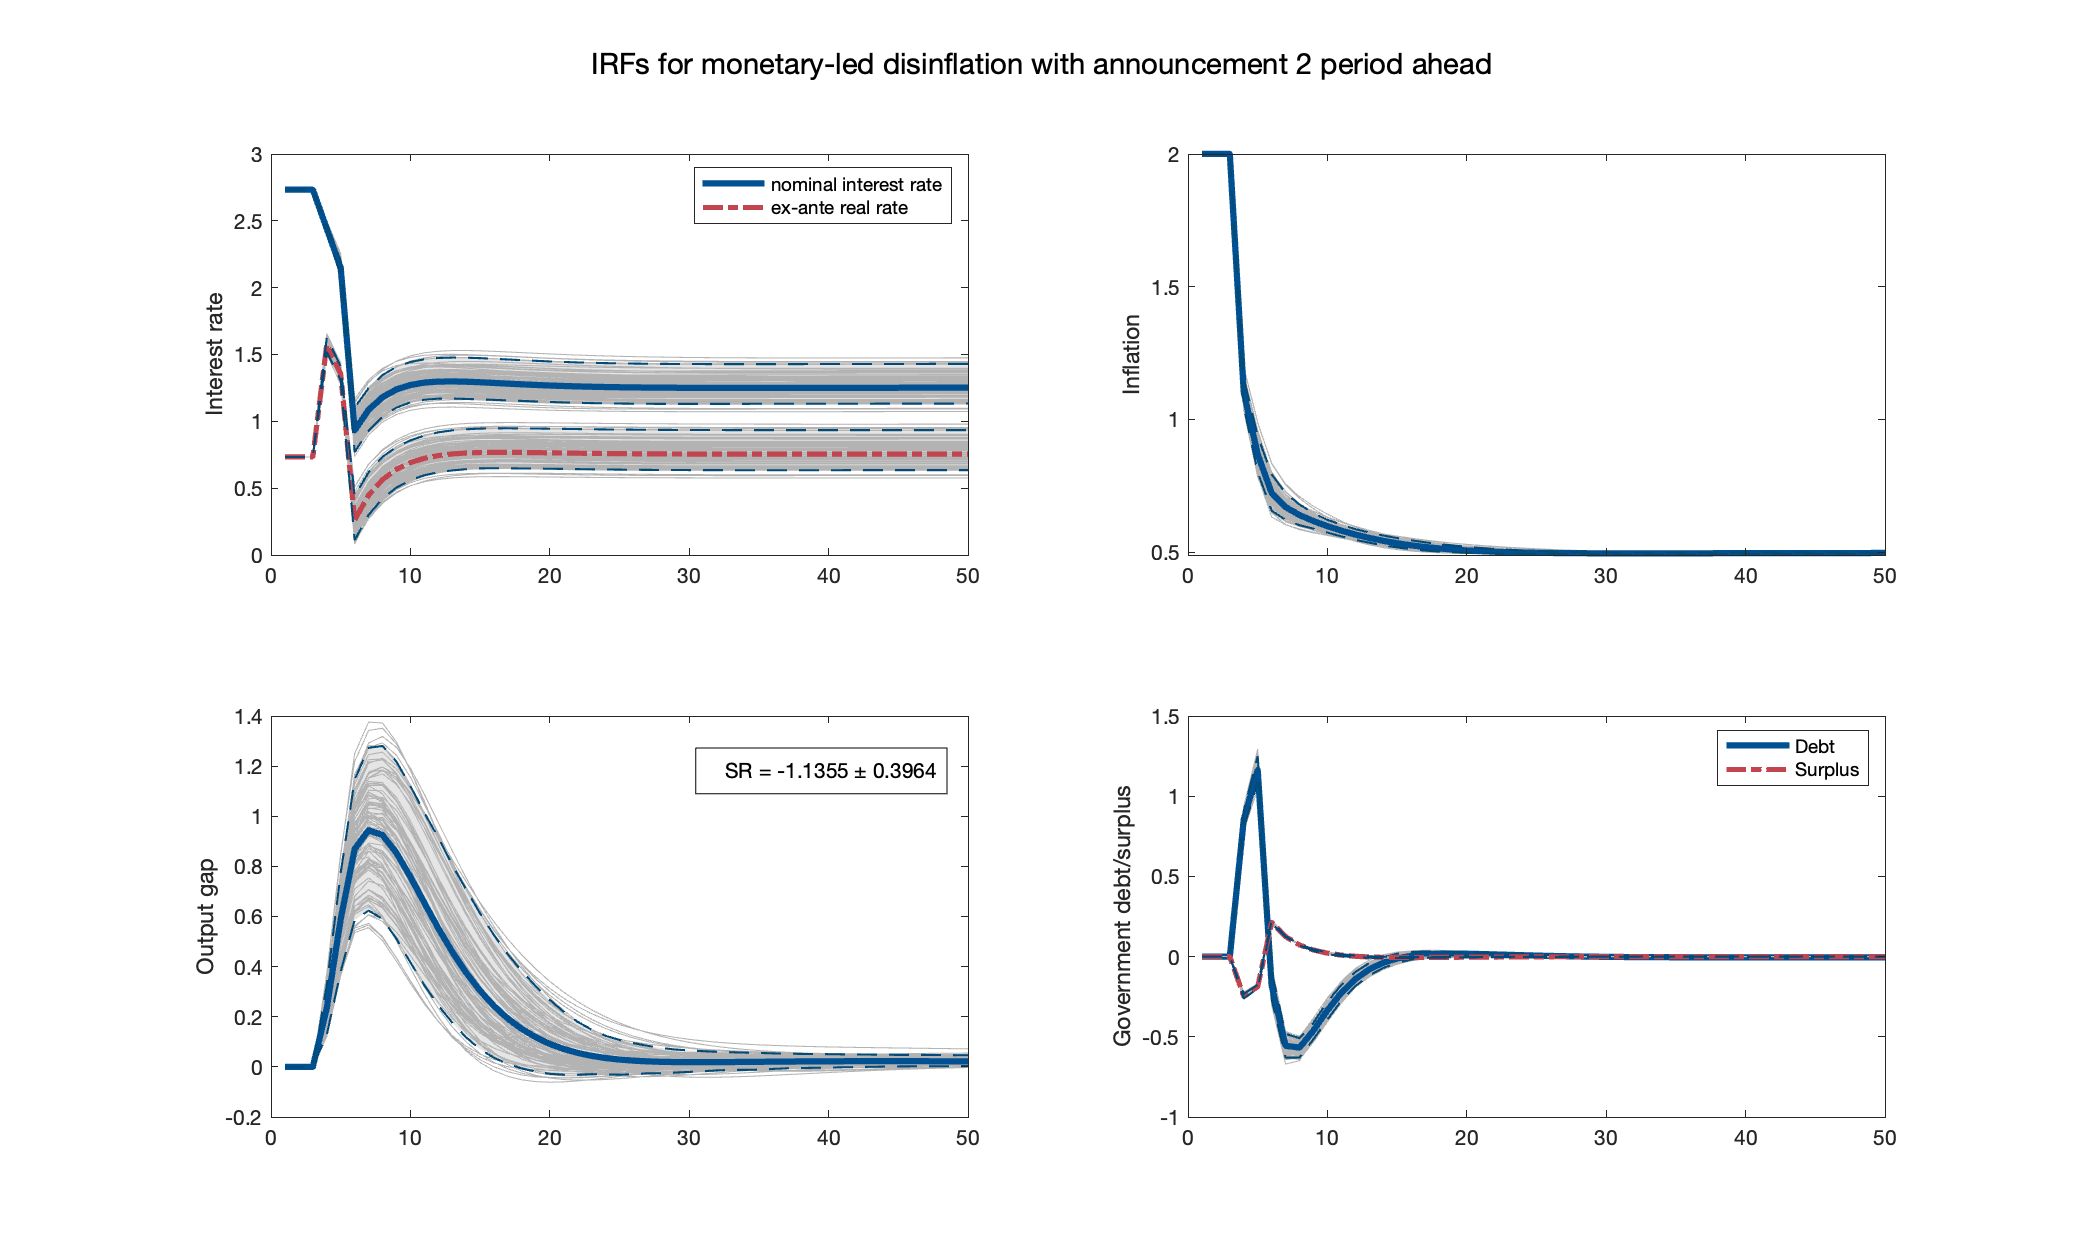 IRFs for monetary-led disinflation with announcement 2 period ahead
3
2.5
2
1.5
1
0.5
0
Interest rate
nominal interest rate
ex-ante real rate
0 10 20 30 40 50
2
1.5
1
0.5
Inflation
0 10 20 30 40 50
1.4
1.2
1
0.8
0.6
0.4
0.2
0
-0.2
Output gap
SR = -1.1355 ± 0.3964
0 10 20 30 40 50
1.5
1
0.5
0
-0.5
-1
Government debt/surplus
Debt
Surplus
0 10 20 30 40 50